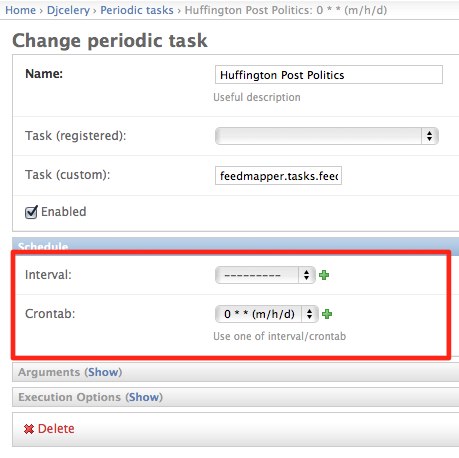 Home › Djcelery › Periodic tasks › Huffington Post Politics: 0 * * (m/h/d)
Change periodic task
Name: Huffington Post Politics
Useful description
Task (registered):
Task (custom): feedmapper.tasks.feed
Enabled
Schedule
Interval: ---------
Crontab: 0 * * (m/h/d)
Use one of interval/crontab
Arguments (Show)
Execution Options (Show)
Delete